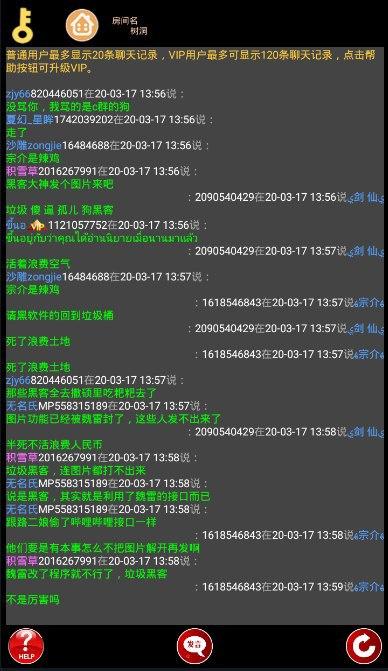 房间名
树洞
普通用户最多显示20条聊天记录，VIP用户最多可显示120条聊天记录，点击帮
助按钮可升级VIP。
zjy66820446051在20-03-17 13:56说：
没骂你，我骂的是c群的狗
夏幻_星眸1742039202在20-03-17 13:56说：
走了
沙雕zongjie16484688在20-03-17 13:56说：
宗介是辣鸡
积雪草2016267991在20-03-17 13:56说：
黑客大神发个图片来吧
：2090540429在20-03-17 13:56说剑 仙
垃圾 傻 逼 孤儿 狗黑客
ขึ้นอ VIP 1121057752在20-03-17 13:56说：
ขึ้นอยู่กับว่าคุณได้อ่านนิยายเมื่อนานมาแล้ว
：2090540429在20-03-17 13:57说剑 仙
活着浪费空气
沙雕zongjie16484688在20-03-17 13:57说：
宗介是辣鸡
：1618546843在20-03-17 13:57说宗介
请黑软件的回到垃圾桶
：2090540429在20-03-17 13:57说剑 仙
死了浪费土地
：1618546843在20-03-17 13:57说宗介
死了浪费土地
zjy66820446051在20-03-17 13:57说：
那些黑客全去撤硕里吃粑粑去了
无名氏MP558315189在20-03-17 13:57说：
图片功能已经被魏雷封了，这些人发不出来了
：2090540429在20-03-17 13:58说剑 仙
半死不活浪费人民币
积雪草2016267991在20-03-17 13:58说：
垃圾黑客，连图片都打不出来
无名氏MP558315189在20-03-17 13:58说：
说是黑客，其实就是利用了魏雷的接口而已
无名氏MP558315189在20-03-17 13:58说：
跟路二娘偷了哔哩哔哩接口一样
：1618546843在20-03-17 13:58说宗介
他们要是有本事怎么不把图片解开再发啊
积雪草2016267991在20-03-17 13:58说：
魏雷改了程序就不行了，垃圾黑客
：1618546843在20-03-17 13:59说宗介
不是厉害吗
HELP
发言